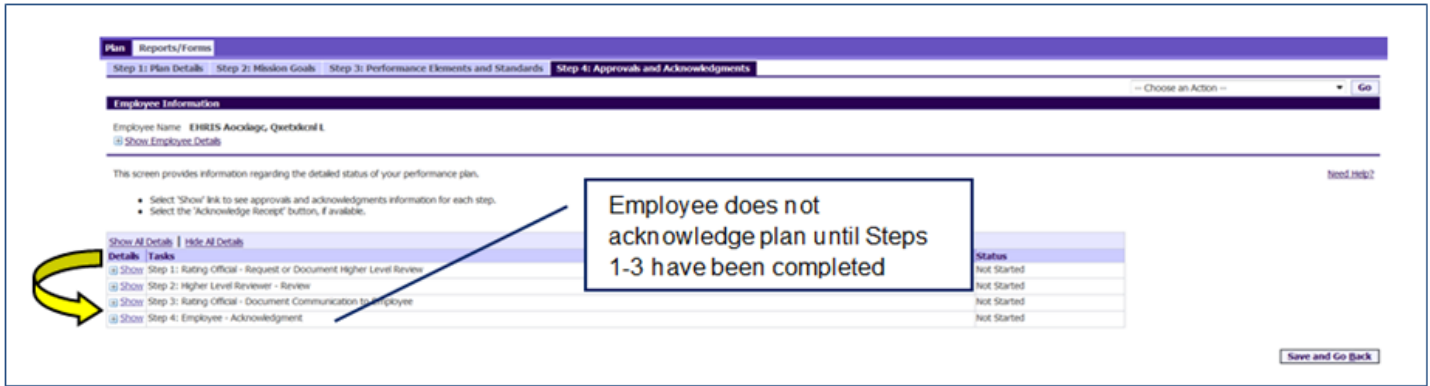 Plan Reports/Forms
Step 1: Plan Details Step 2: Mission Goals Step 3: Performance Elements and Standards Step 4: Approvals and Acknowledgments
-- Choose an Action -- Go
Employee Information
Employee Name EHRIS Aocxlagc,
Show Employee Details
This screen provides information regarding the detailed status of your performance plan.
Need Help?
Select 'Show' link to see approvals and acknowledgments information for each step.
Select the 'Acknowledge Receipt' button, if available.
Employee does not
acknowledge plan until Steps
1-3 have been completed
Show All Details | Hide All Details
Details Tasks Status
Show Step 1: Rating Official - Request or Document Higher Level Review Not Started
Show Step 2: Higher Level Reviewer - Review Not Started
Show Step 3: Rating Official - Document Communication to Employee Not Started
Show Step 4: Employee - Acknowledgment Not Started
Save and Go Back